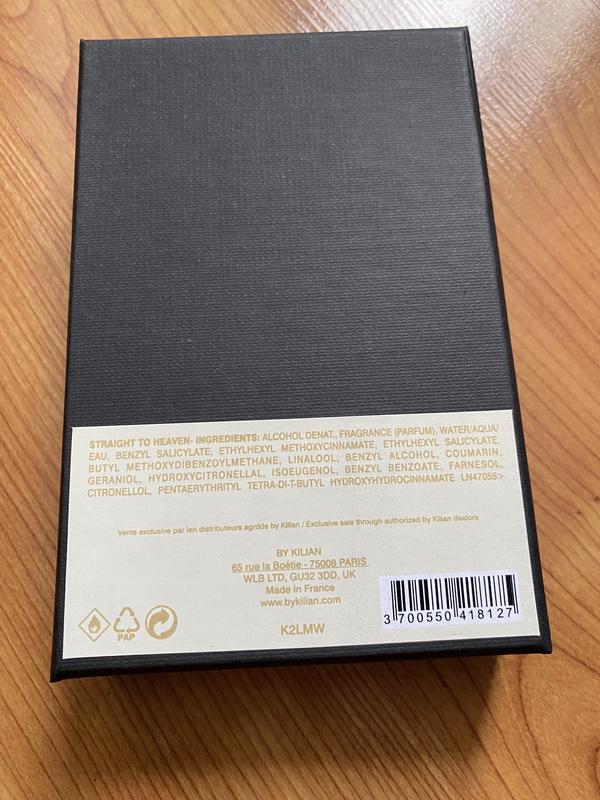 STRAIGHT TO HEAVEN- INGREDIENTS: ALCOHOL DENAT., FRAGRANCE (PARFUM), WATER/AQUA/
EAU, BENZYL SALICYLATE, ETHYLHEXYL METHOXYCINNAMATE, ETHYLHEXYL SALICYLATE.
BUTYL METHOXYDIBENZOYLMETHANE, LINALOOL, BENZYL ALCOHOL, COUMARIN,
GERANIOL, HYDROXYCITRONELLAL, ISOEUGENOL, BENZYL BENZOATE, FARNESOL,
CITRONELLOL, PENTAERYTHRITYL TETRA-DI-T-BUTYL HYDROXYHYDROCINNAMATE LN47055>
Vente exclusive par len distributeurs agrdde by Kilian / Exclusive sale through authorized by Kilian dealors
BY KILIAN
65 rue la Boétie - 75008 PARIS
WLB LTD, GU32 3DD, UK
Made in France
www.bykilian.com
K2LMW
PAP
3 700550 418127